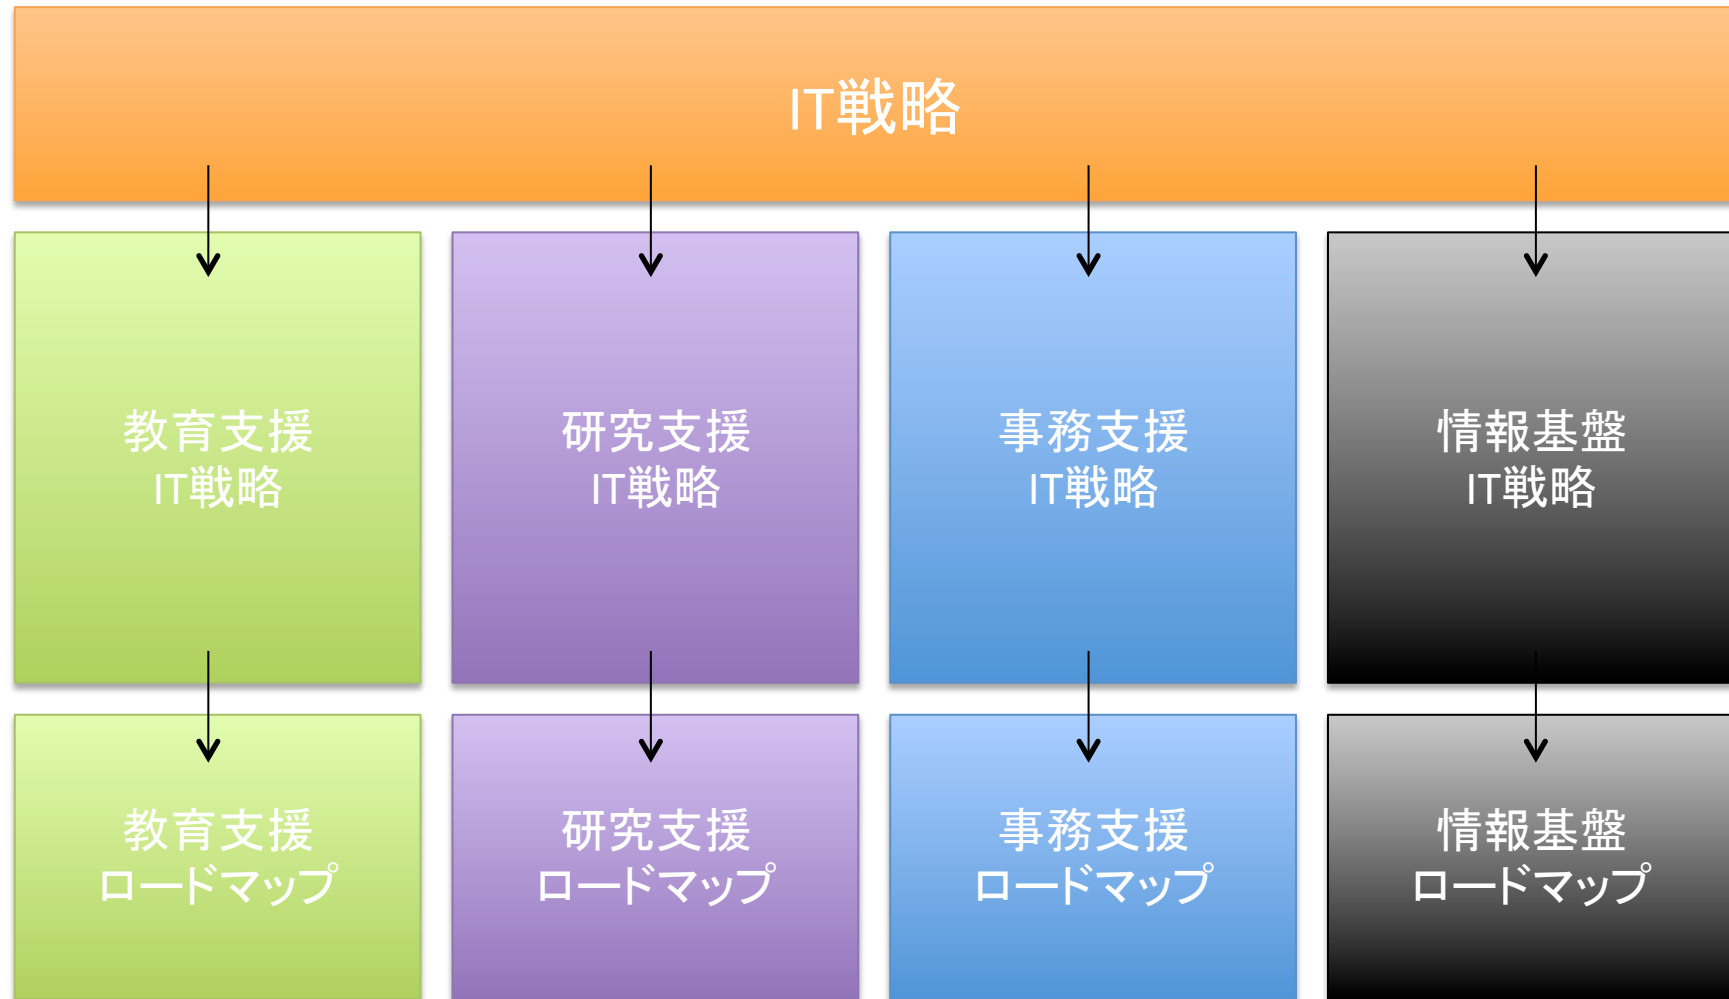 IT戦略
教育支援
IT戦略
研究支援
IT戦略
事務支援
IT戦略
情報基盤
IT戦略
教育支援
ロードマップ
研究支援
ロードマップ
事務支援
ロードマップ
情報基盤
ロードマップ